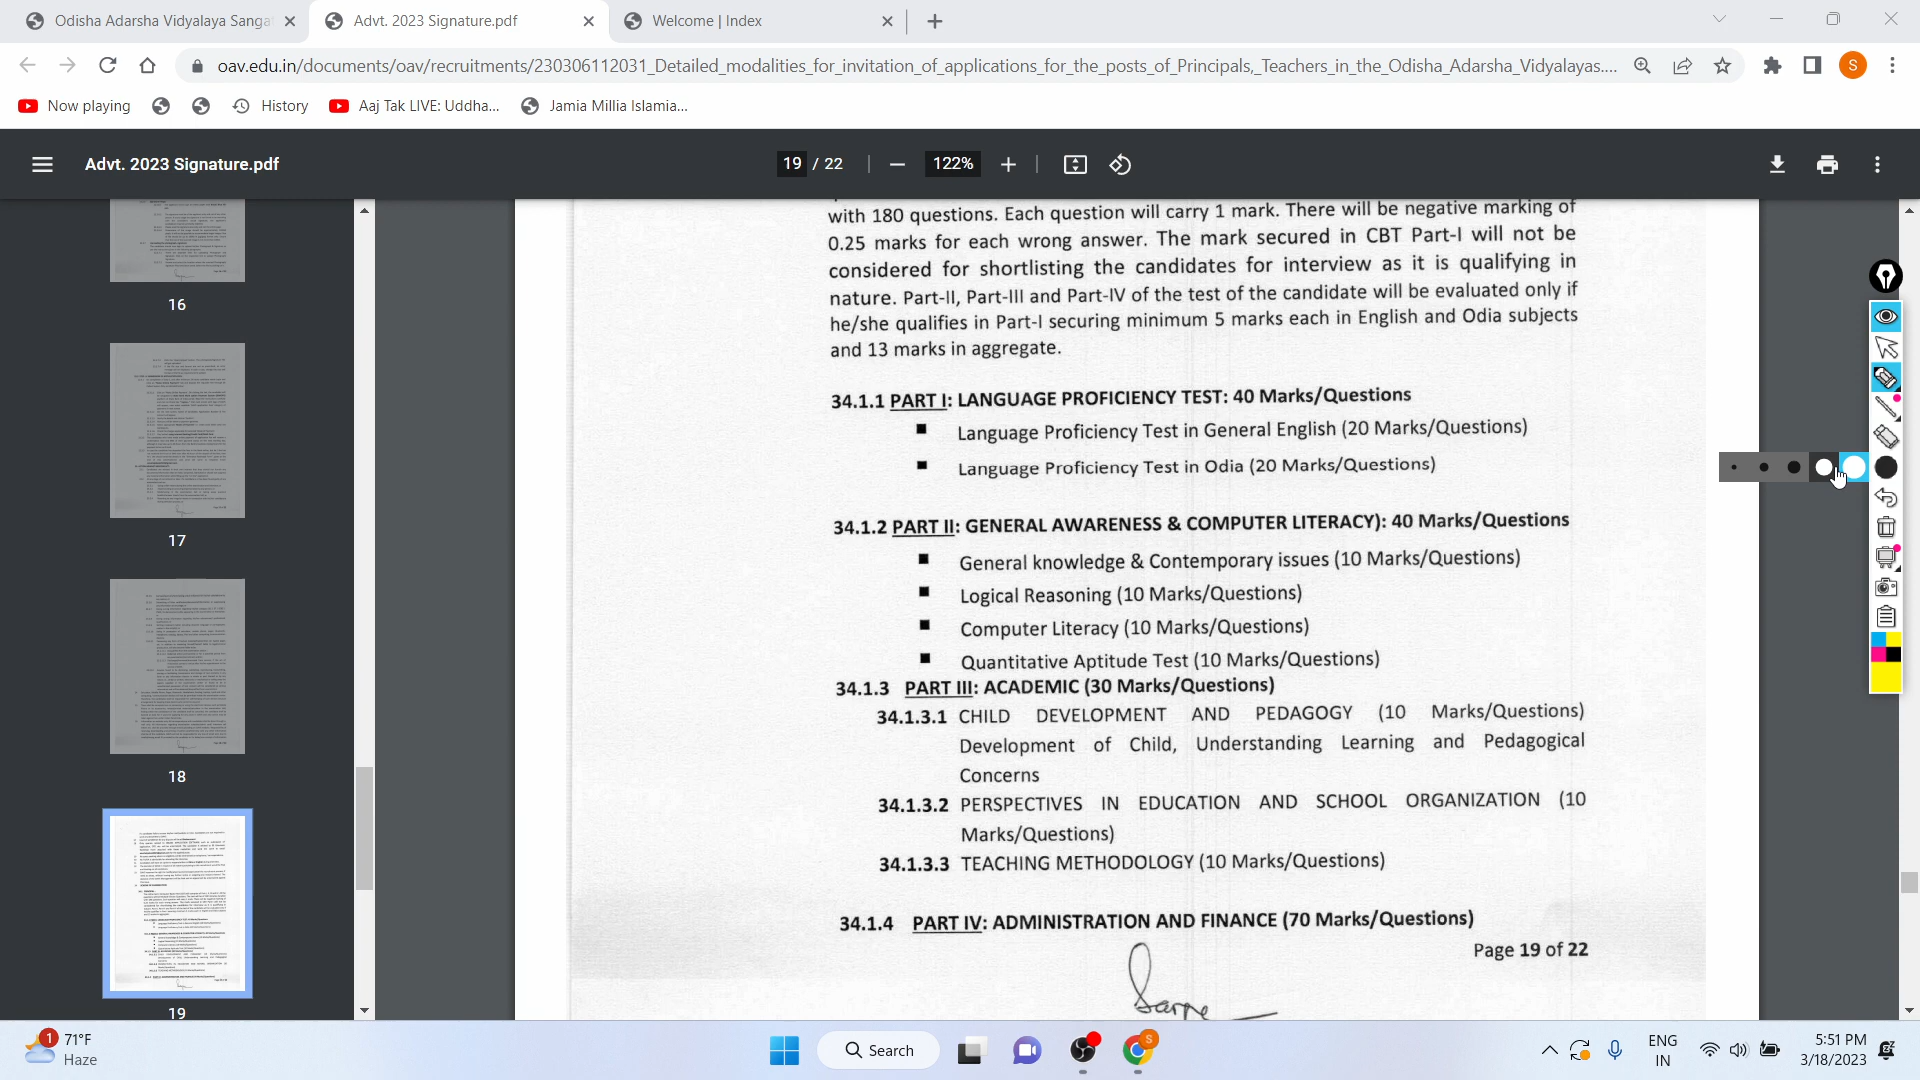 Odisha Adarsha Vidyalaya Sanga
Advt. 2023 Signature.pdf
Welcome | Index
oav.edu.in/documents/oav/recruitments/230306112031_Detailed_modalities_for_invitation_of_applications_for_the_posts_of_Principals,_Teachers_in_the_Odisha_Adarsha_Vidyalayas....
S
Now playing
History
Aaj Tak LIVE: Uddha...
Jamia Millia Islamia...
Advt. 2023 Signature.pdf
19 / 22
122%
16
17
18
19
with 180 questions. Each question will carry 1 mark. There will be negative marking of
0.25 marks for each wrong answer. The mark secured in CBT Part-I will not be
considered for shortlisting the candidates for interview as it is qualifying in
nature. Part-II, Part-III and Part-IV of the test of the candidate will be evaluated only if
he/she qualifies in Part-I securing minimum 5 marks each in English and Odia subjects
and 13 marks in aggregate.
34.1.1 PART I: LANGUAGE PROFICIENCY TEST: 40 Marks/Questions
Language Proficiency Test in General English (20 Marks/Questions)
Language Proficiency Test in Odia (20 Marks/Questions)
34.1.2 PART II: GENERAL AWARENESS & COMPUTER LITERACY): 40 Marks/Questions
General knowledge & Contemporary issues (10 Marks/Questions)
Logical Reasoning (10 Marks/Questions)
Computer Literacy (10 Marks/Questions)
Quantitative Aptitude Test (10 Marks/Questions)
34.1.3 PART III: ACADEMIC (30 Marks/Questions)
34.1.3.1 CHILD DEVELOPMENT AND PEDAGOGY (10 Marks/Questions)
Development of Child, Understanding Learning and Pedagogical
Concerns
34.1.3.2 PERSPECTIVES IN EDUCATION AND SCHOOL ORGANIZATION (10
Marks/Questions)
34.1.3.3 TEACHING METHODOLOGY (10 Marks/Questions)
34.1.4 PART IV: ADMINISTRATION AND FINANCE (70 Marks/Questions)
Page 19 of 22
1
71°F
Haze
Search
S
ENG
IN
5:51 PM
3/18/2023